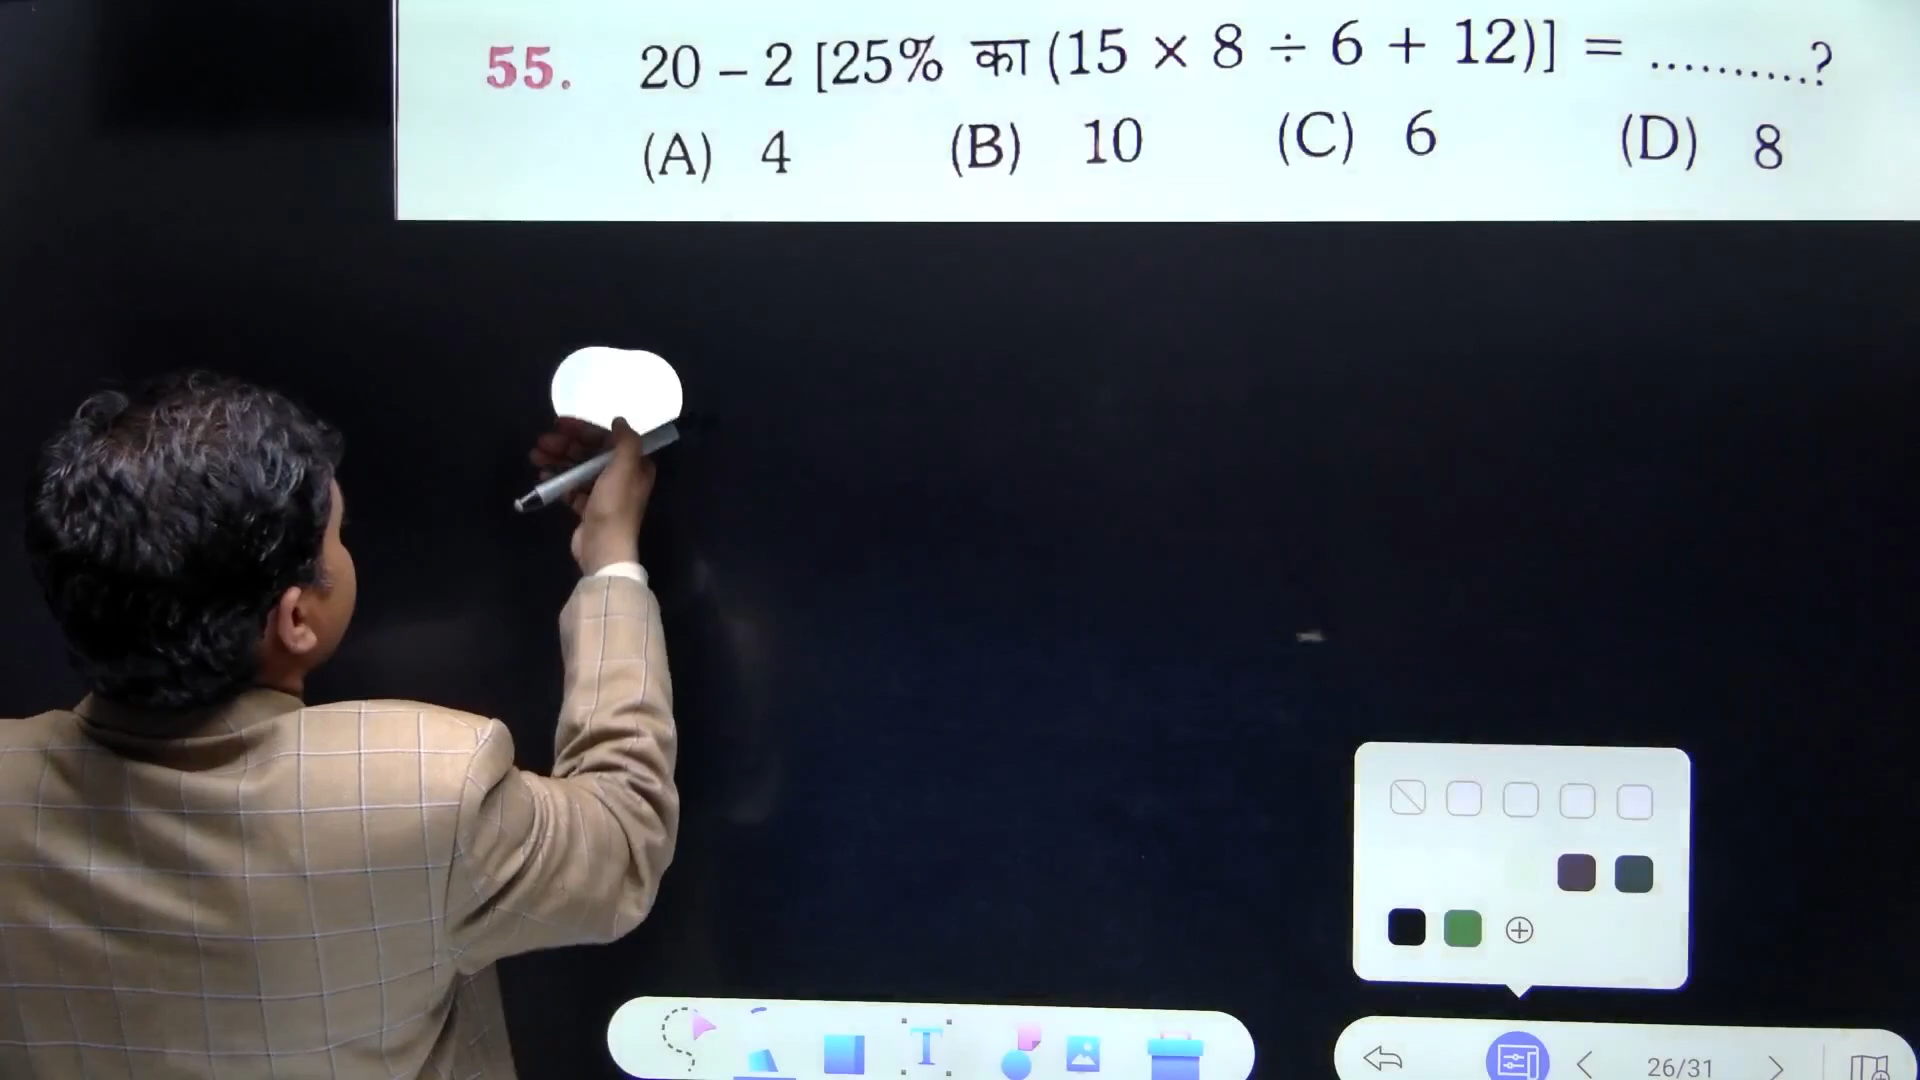 55. 20 – 2 [25% का (15 × 8 ÷ 6 + 12)] = ..........?
(A) 4 (B) 10 (C) 6 (D) 8
T
26/31